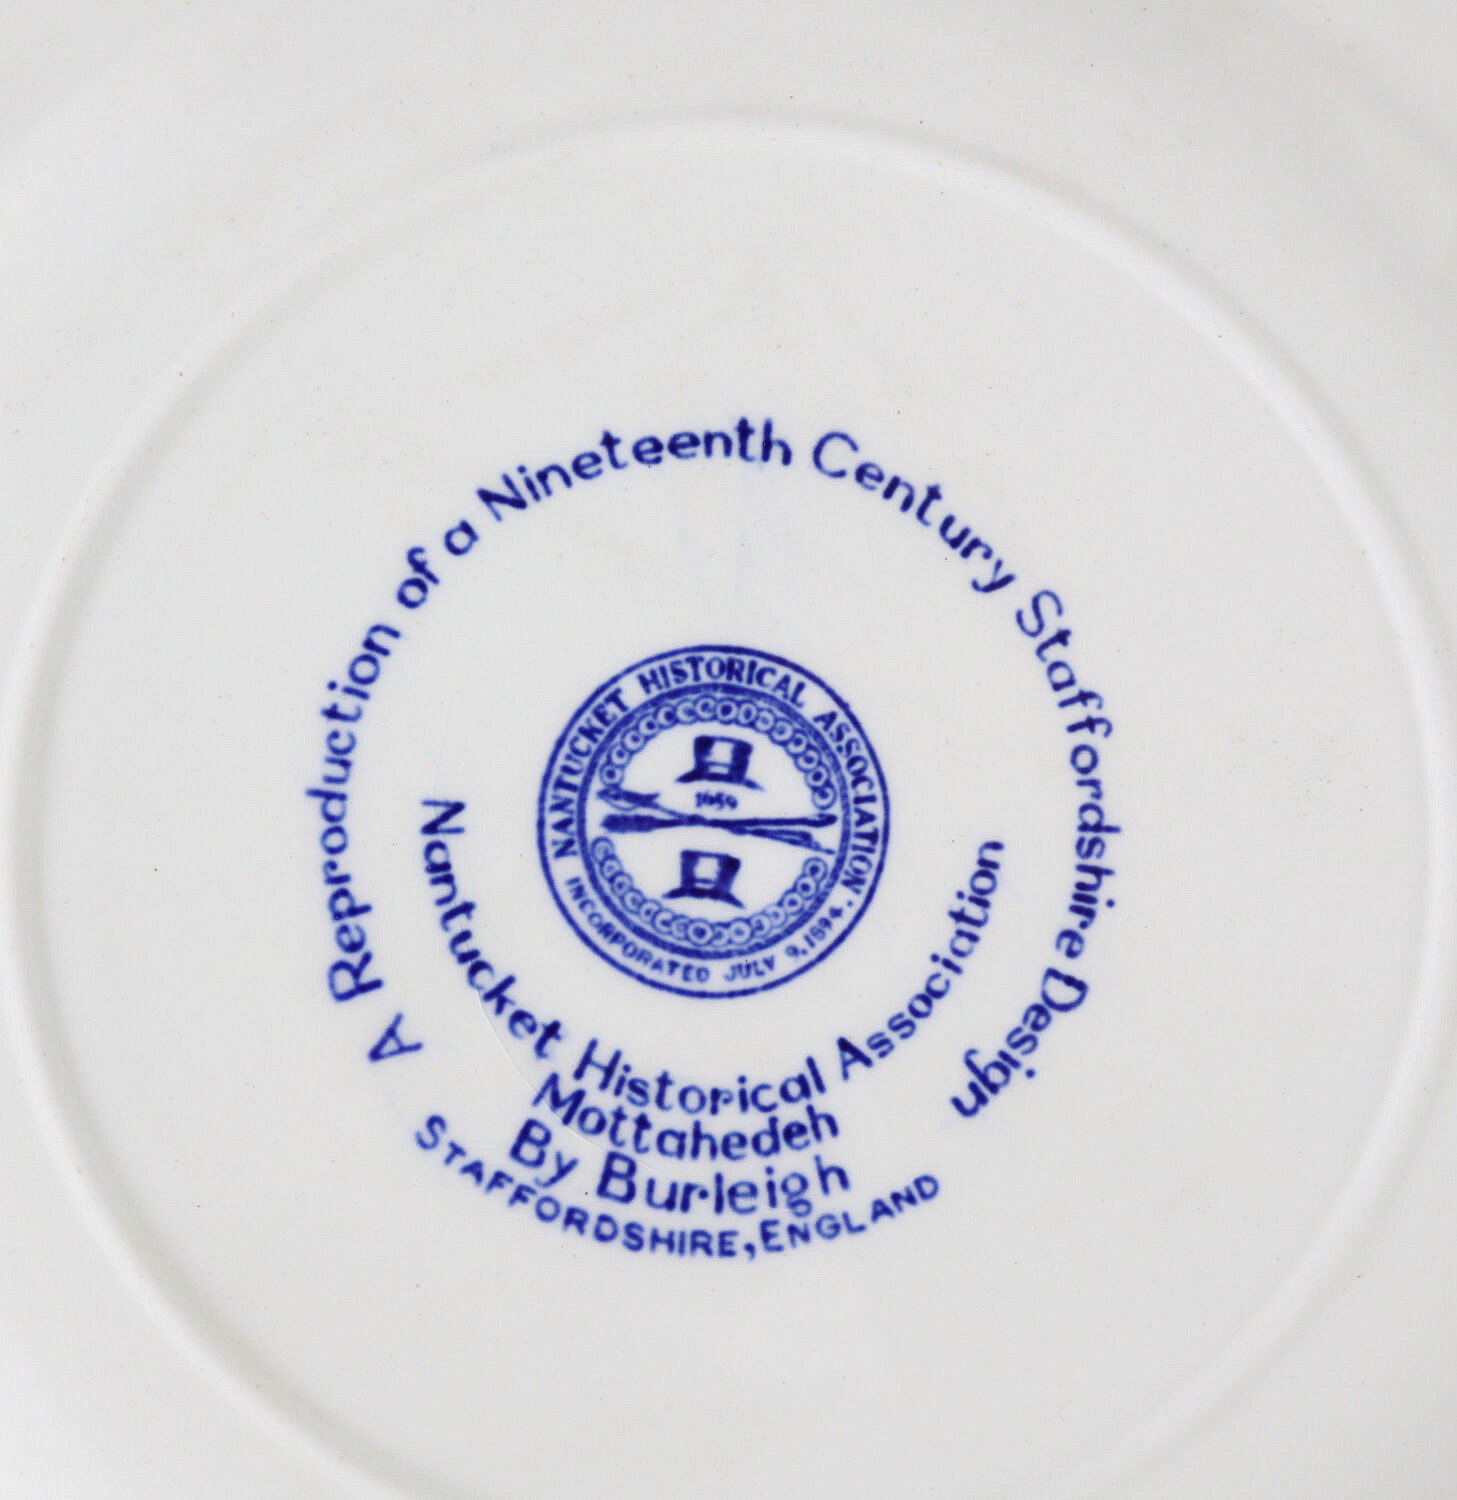 A Reproduction of a Nineteenth Century Staffordshire Design
NANTUCKET HISTORICAL ASSOCIATION.
1659
INCORPORATED JULY 9, 1894.
Nantucket Historical Association
Mottahedeh
By Burleigh
STAFFORDSHIRE, ENGLAND